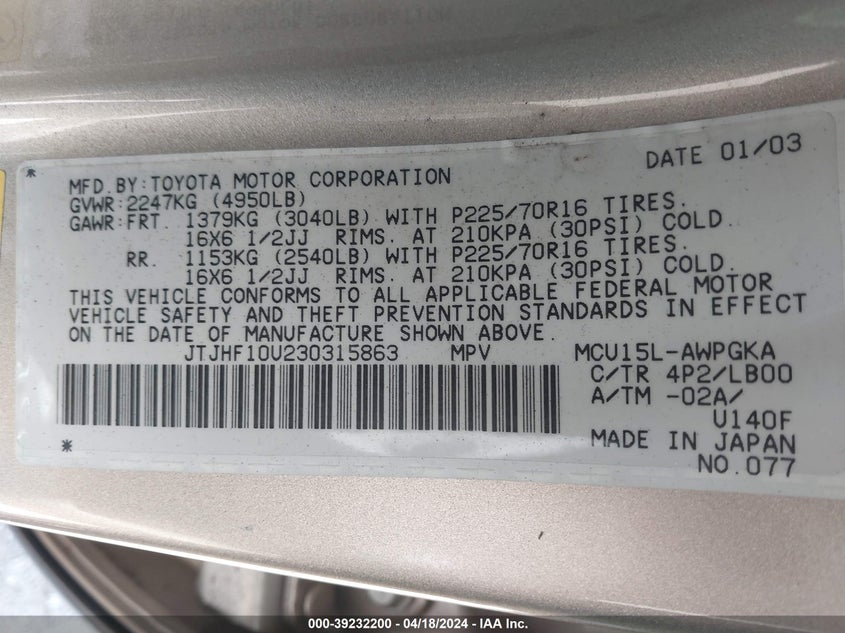 DATE 01/03
MFD.BY:TOYOTA MOTOR CORPORATION
GVWR:2247KG (4950LB)
GAWR:FRT. 1379KG (3040LB) WITH P225/70R16 TIRES.
16X6 1/2JJ RIMS. AT 210KPA (30PSI) COLD.
RR. 1153KG (2540LB) WITH P225/70R16 TIRES.
16X6 1/2JJ RIMS. AT 210KPA (30PSI) COLD.
THIS VEHICLE CONFORMS TO ALL APPLICABLE FEDERAL MOTOR
VEHICLE SAFETY AND THEFT PREVENTION STANDARDS IN EFFECT
ON THE DATE OF MANUFACTURE SHOWN ABOVE.
JTJHF10U230315863 MPV MCU15L-AWPGKA
C/TR 4P2/LB00
A/TM -02A/
U140F
MADE IN JAPAN
NO.077
000-39232200 - 04/18/2024 - IAA Inc.